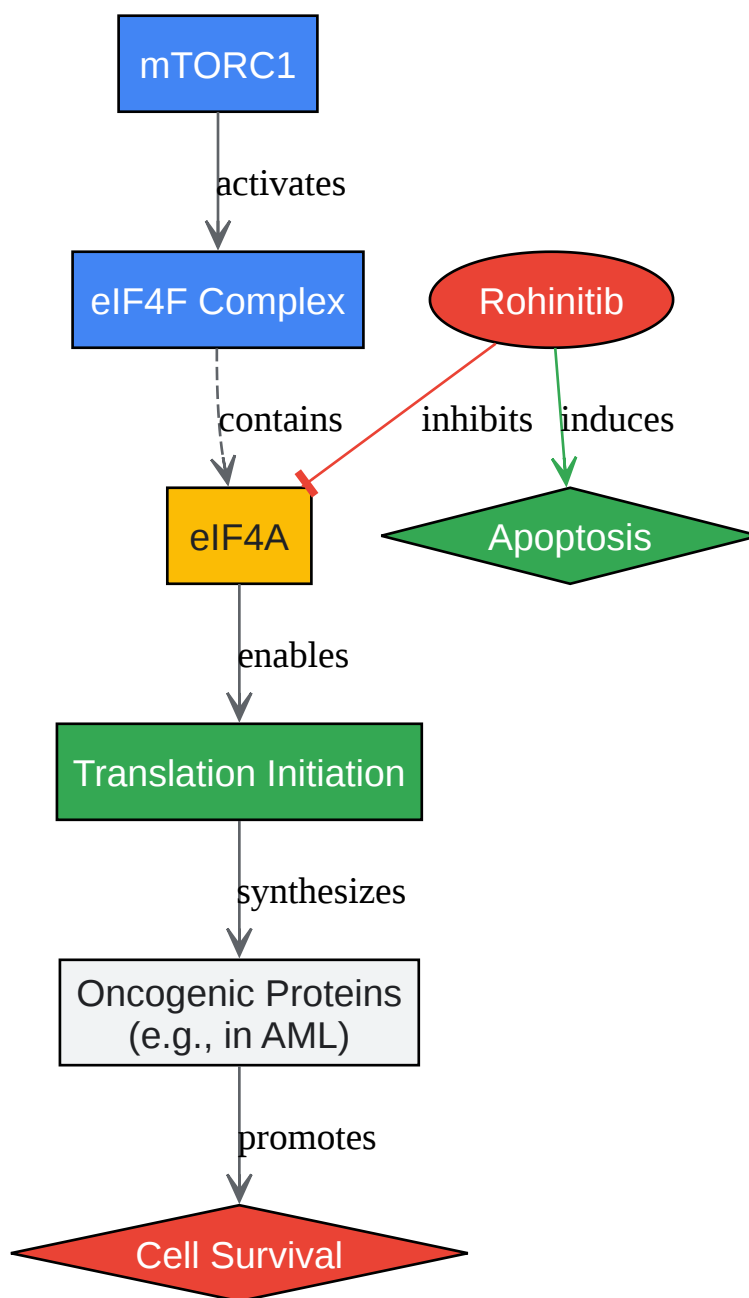 mTORC1
activates
eIF4F Complex
Rohinitib
contains
inhibits
induces
eIF4A
Apoptosis
enables
Translation Initiation
synthesizes
Oncogenic Proteins
(e.g., in AML)
promotes
Cell Survival